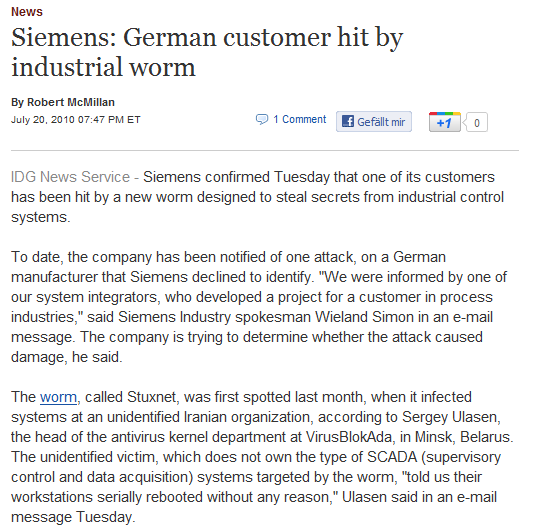 News
Siemens: German customer hit by
industrial worm
By Robert McMillan
July 20, 2010 07:47 PM ET
1 Comment
Gefällt mir
+1
0
IDG News Service - Siemens confirmed Tuesday that one of its customers
has been hit by a new worm designed to steal secrets from industrial control
systems.
To date, the company has been notified of one attack, on a German
manufacturer that Siemens declined to identify. "We were informed by one of
our system integrators, who developed a project for a customer in process
industries," said Siemens Industry spokesman Wieland Simon in an e-mail
message. The company is trying to determine whether the attack caused
damage, he said.
The worm, called Stuxnet, was first spotted last month, when it infected
systems at an unidentified Iranian organization, according to Sergey Ulasen,
the head of the antivirus kernel department at VirusBlokAda, in Minsk, Belarus.
The unidentified victim, which does not own the type of SCADA (supervisory
control and data acquisition) systems targeted by the worm, "told us their
workstations serially rebooted without any reason," Ulasen said in an e-mail
message Tuesday.